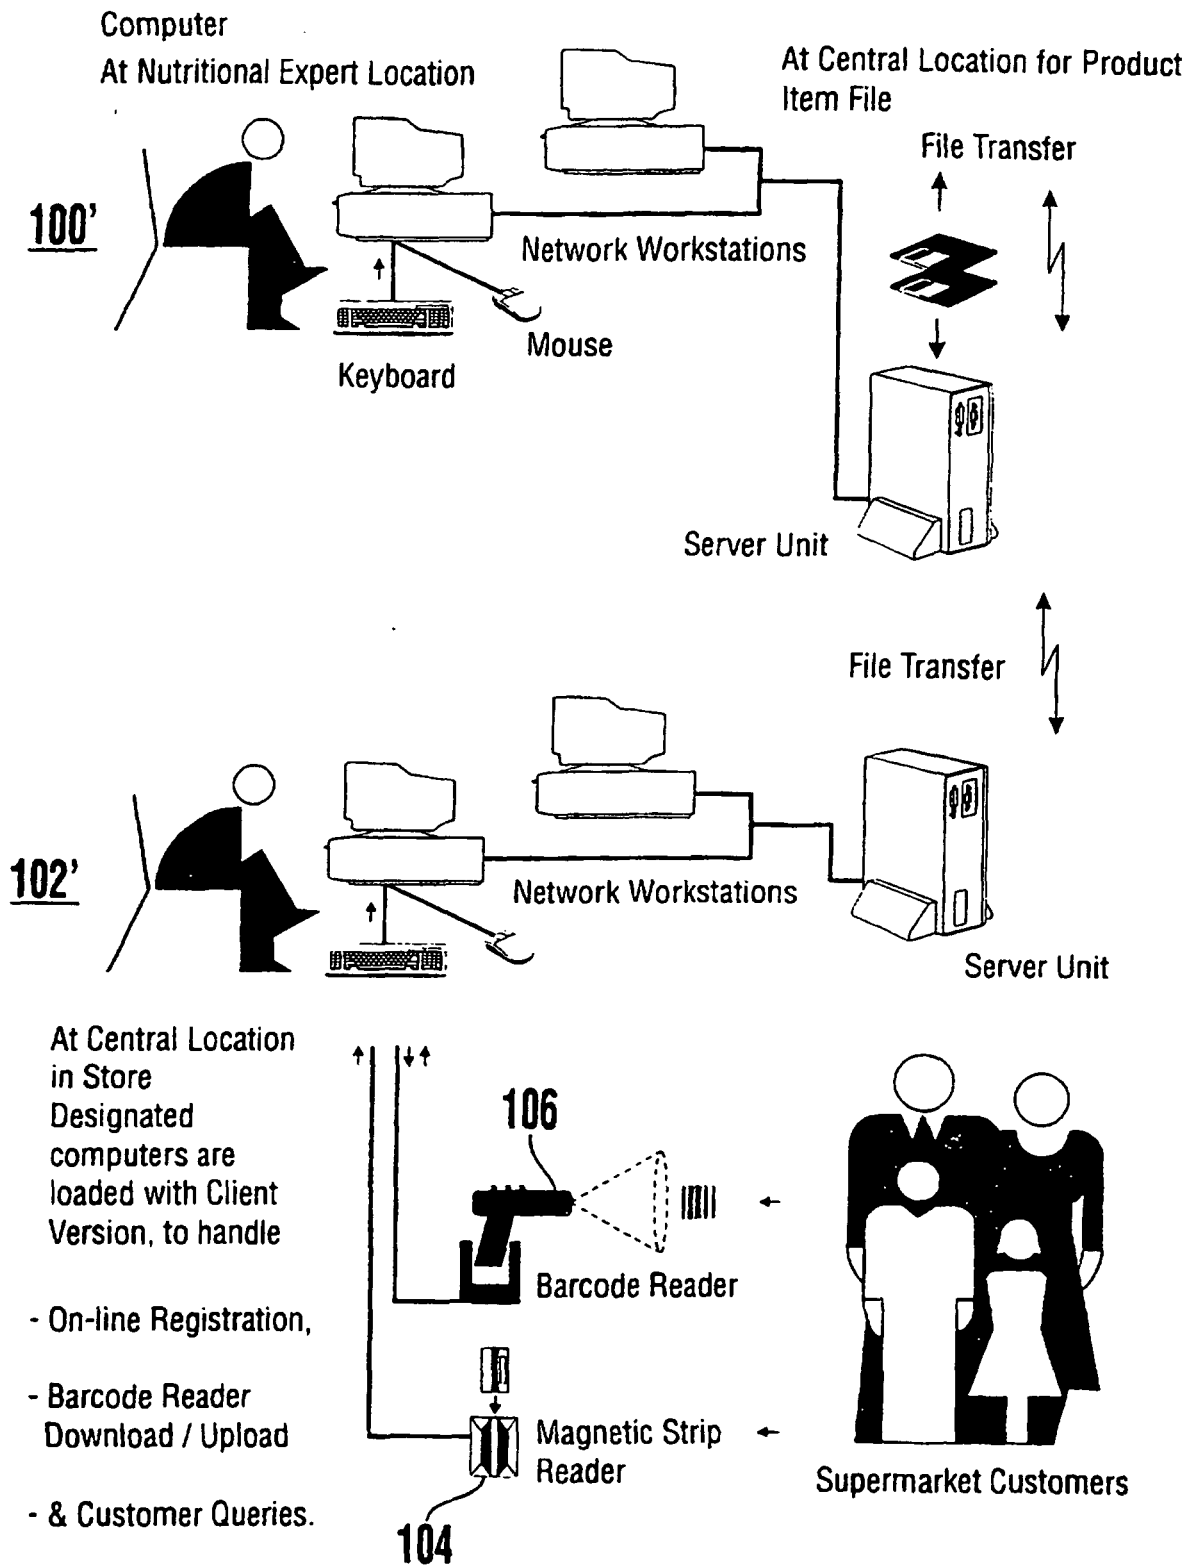 Computer
At Nutritional Expert Location
At Central Location for Product
Item File
File Transfer
100'
Network Workstations
Mouse
Keyboard
Server Unit
File Transfer
102'
Network Workstations
Server Unit
At Central Location
in Store
Designated
computers are
loaded with Client
Version, to handle
- On-line Registration,
- Barcode Reader
Download / Upload
- & Customer Queries.
106
Barcode Reader
Magnetic Strip
Reader
104
Supermarket Customers